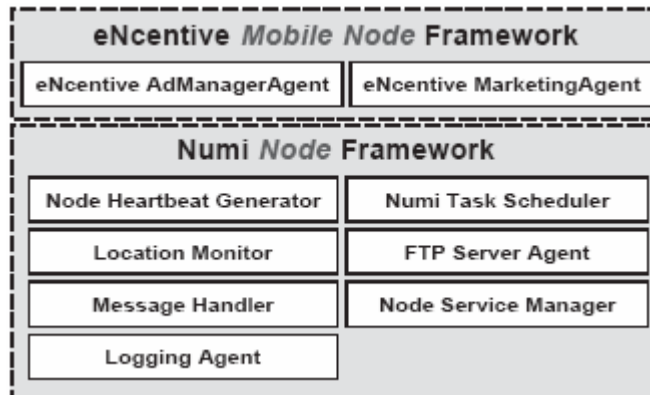 eNcentive Mobile Node Framework
eNcentive AdManagerAgent
eNcentive MarketingAgent
Numi Node Framework
Node Heartbeat Generator
Numi Task Scheduler
Location Monitor
FTP Server Agent
Message Handler
Node Service Manager
Logging Agent